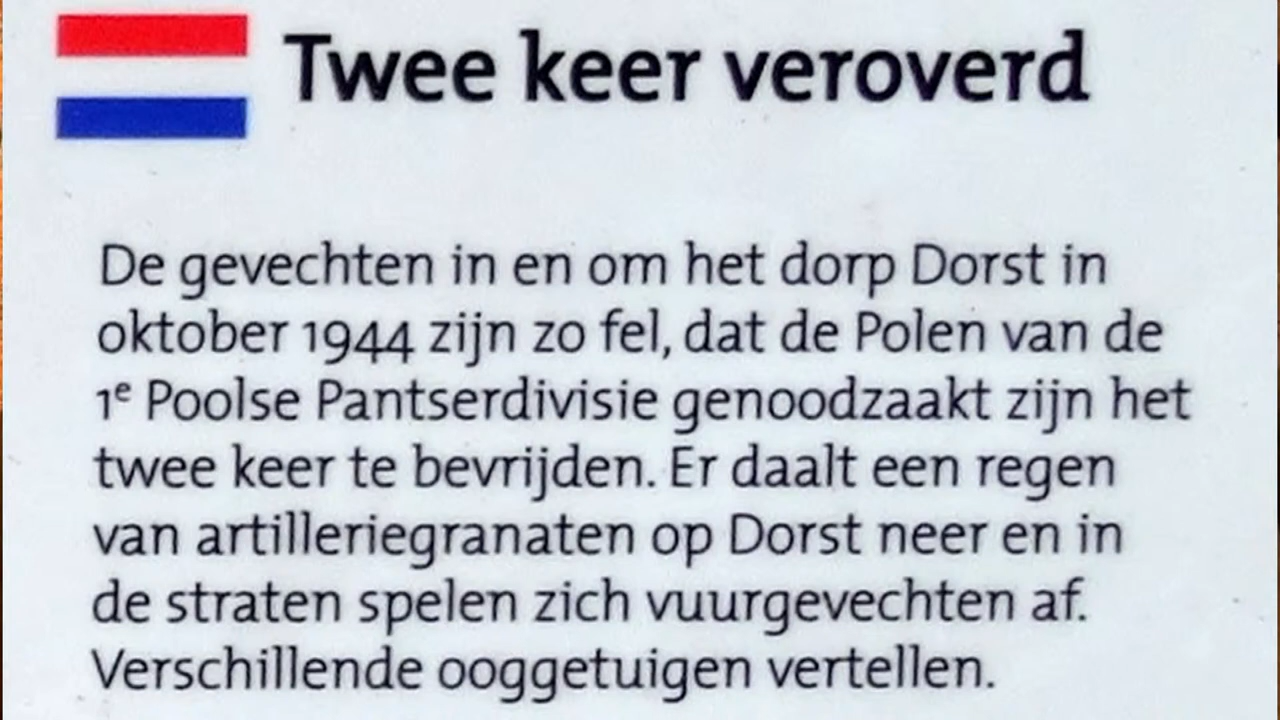 Twee keer veroverd
De gevechten in en om het dorp Dorst in
oktober 1944 zijn zo fel, dat de Polen van de
1e Poolse Pantserdivisie genoodzaakt zijn het
twee keer te bevrijden. Er daalt een regen
van artilleriegranaten op Dorst neer en in
de straten spelen zich vuurgevechten af.
Verschillende ooggetuigen vertellen.